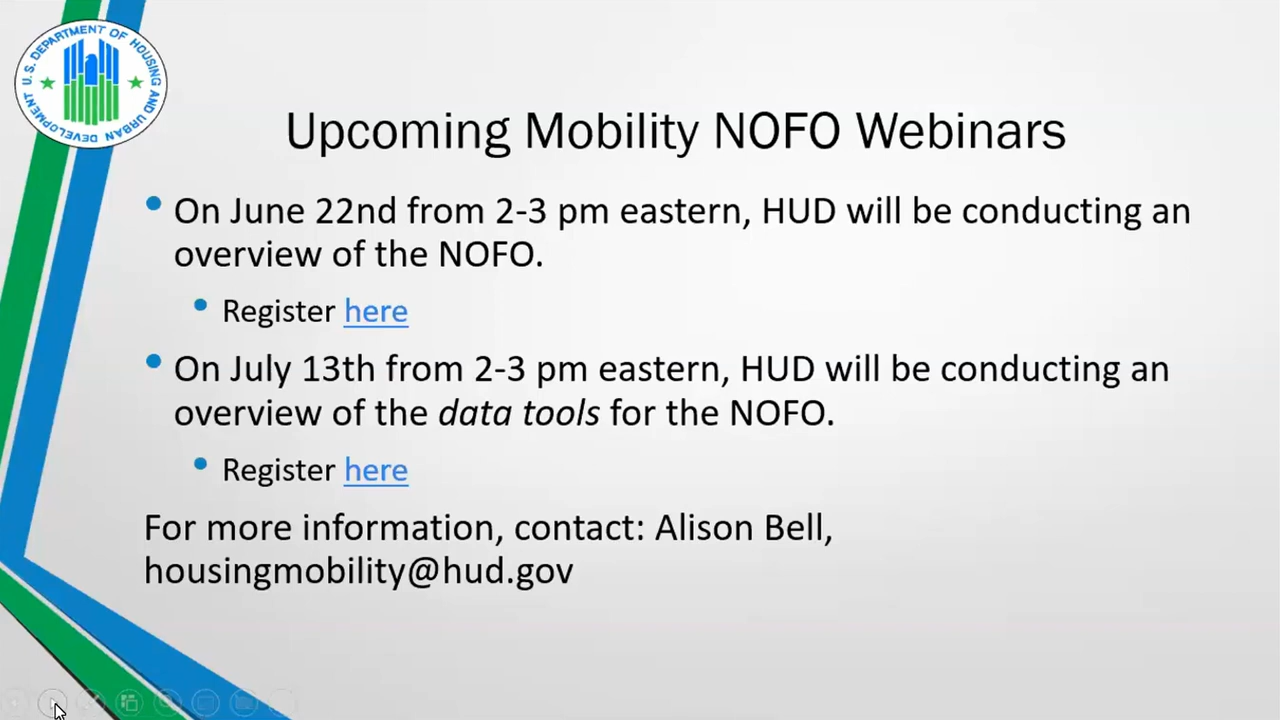 U.S. DEPARTMENT OF HOUSING AND URBAN DEVELOPMENT
Upcoming Mobility NOFO Webinars
• On June 22nd from 2-3 pm eastern, HUD will be conducting an
overview of the NOFO.
• Register here
• On July 13th from 2-3 pm eastern, HUD will be conducting an
overview of the data tools for the NOFO.
• Register here
For more information, contact: Alison Bell,
housingmobility@hud.gov